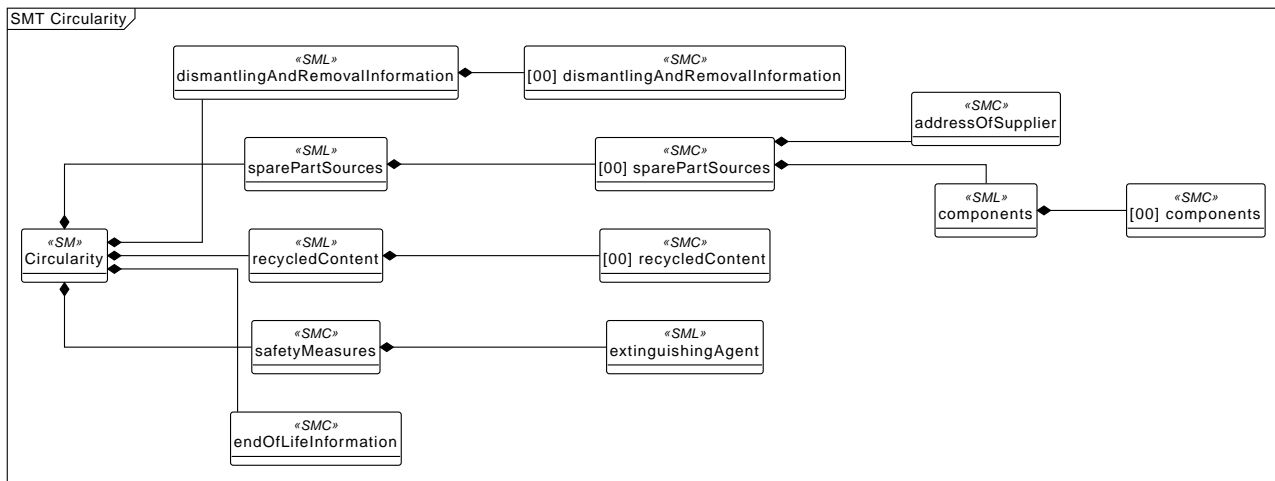 SMT Circularity
«SML»
dismantlingAndRemovalInformation
«SMC»
[00] dismantlingAndRemovalInformation
«SMC»
addressOfSupplier
«SML»
sparePartSources
«SMC»
[00] sparePartSources
«SML»
components
«SMC»
[00] components
«SM»
Circularity
«SML»
recycledContent
«SMC»
[00] recycledContent
«SMC»
safetyMeasures
«SML»
extinguishingAgent
«SMC»
endOfLifeInformation